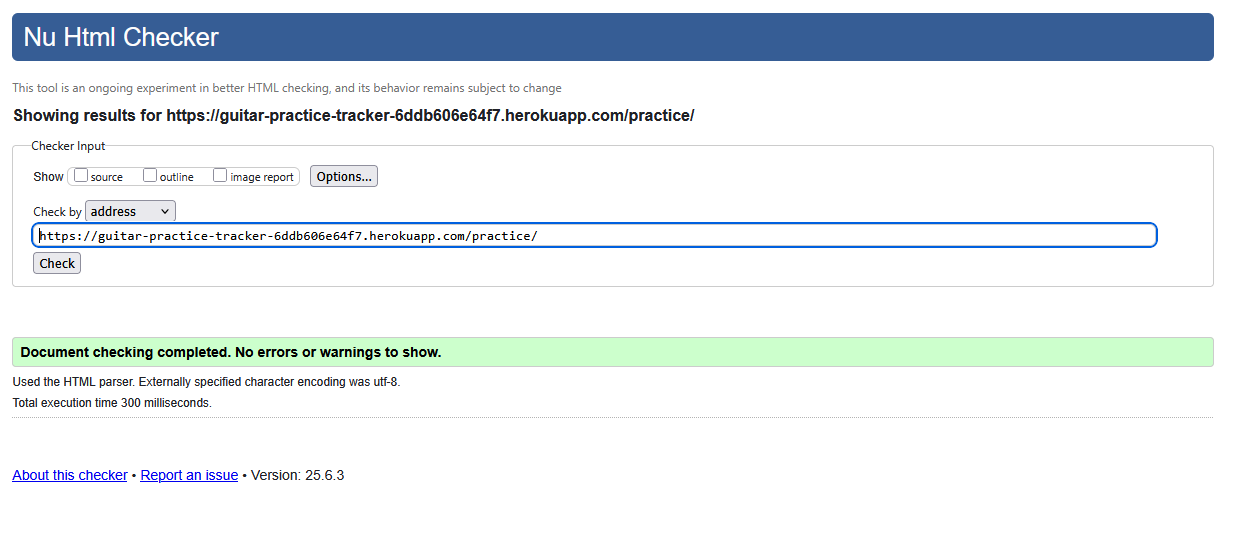 Nu Html Checker
This tool is an ongoing experiment in better HTML checking, and its behavior remains subject to change
Showing results for https://guitar-practice-tracker-6ddb606e64f7.herokuapp.com/practice/
Checker Input
Show source outline image report Options...
Check by address
https://guitar-practice-tracker-6ddb606e64f7.herokuapp.com/practice/
Check
Document checking completed. No errors or warnings to show.
Used the HTML parser. Externally specified character encoding was utf-8.
Total execution time 300 milliseconds.
About this checker • Report an issue • Version: 25.6.3